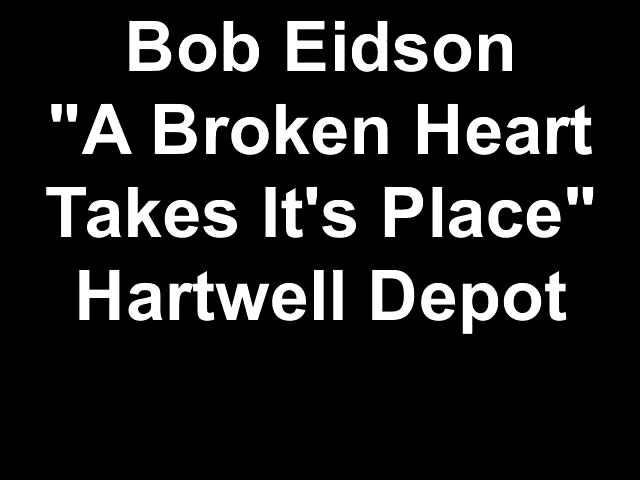 Bob Eidson
"A Broken Heart
Takes It's Place"
Hartwell Depot